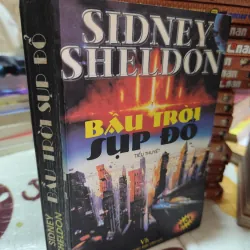 SIDNEY
SHELDON
BẦU TRỜI
SỤP ĐỔ
TIỂU THUYẾT
SIDNEY
SHELDON
BẦU TRỜI SỤP ĐỔ